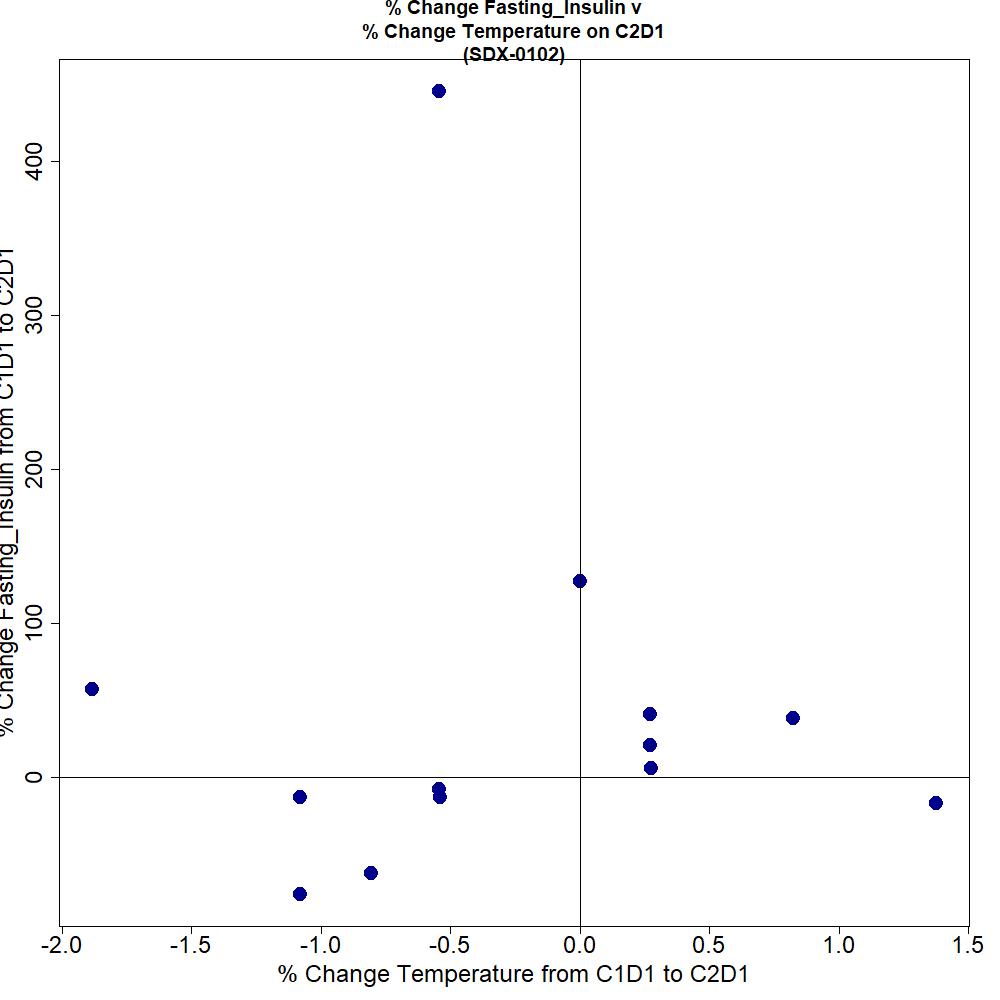 % Change Fasting_Insulin v
% Change Temperature on C2D1
(SDX-0102)
% Change Fasting_Insulin from C1D1 to C2D1
400
300
200
100
0
-2.0 -1.5 -1.0 -0.5 0.0 0.5 1.0 1.5
% Change Temperature from C1D1 to C2D1